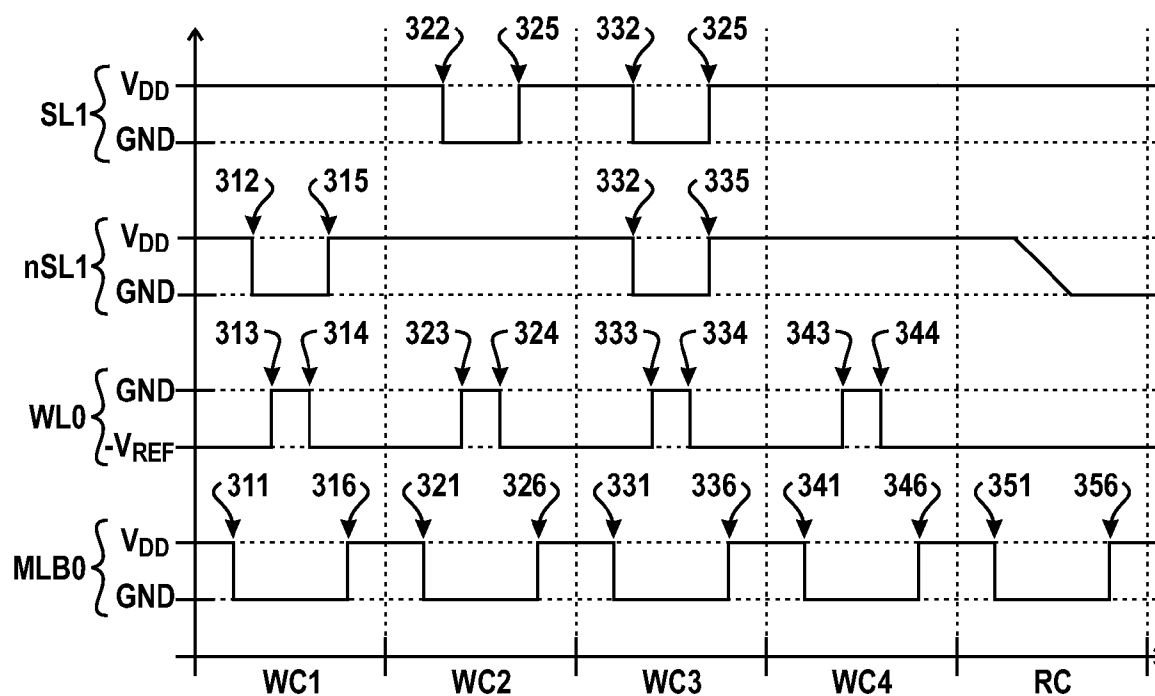 322 325 332 325
SL1 VDD
GND
312 315 332 335
nSL1 VDD
GND
313 314 323 324 333 334 343 344
WL0 GND
-VREF
311 316 321 326 331 336 341 346 351 356
MLB0 VDD
GND
WC1 WC2 WC3 WC4 RC